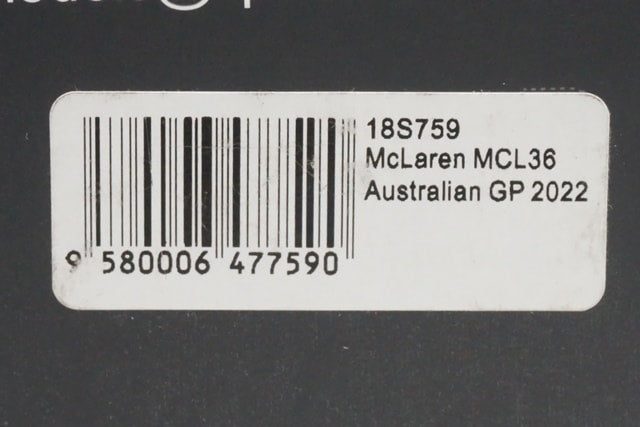 18S759
McLaren MCL36
Australian GP 2022
9 580006 477590